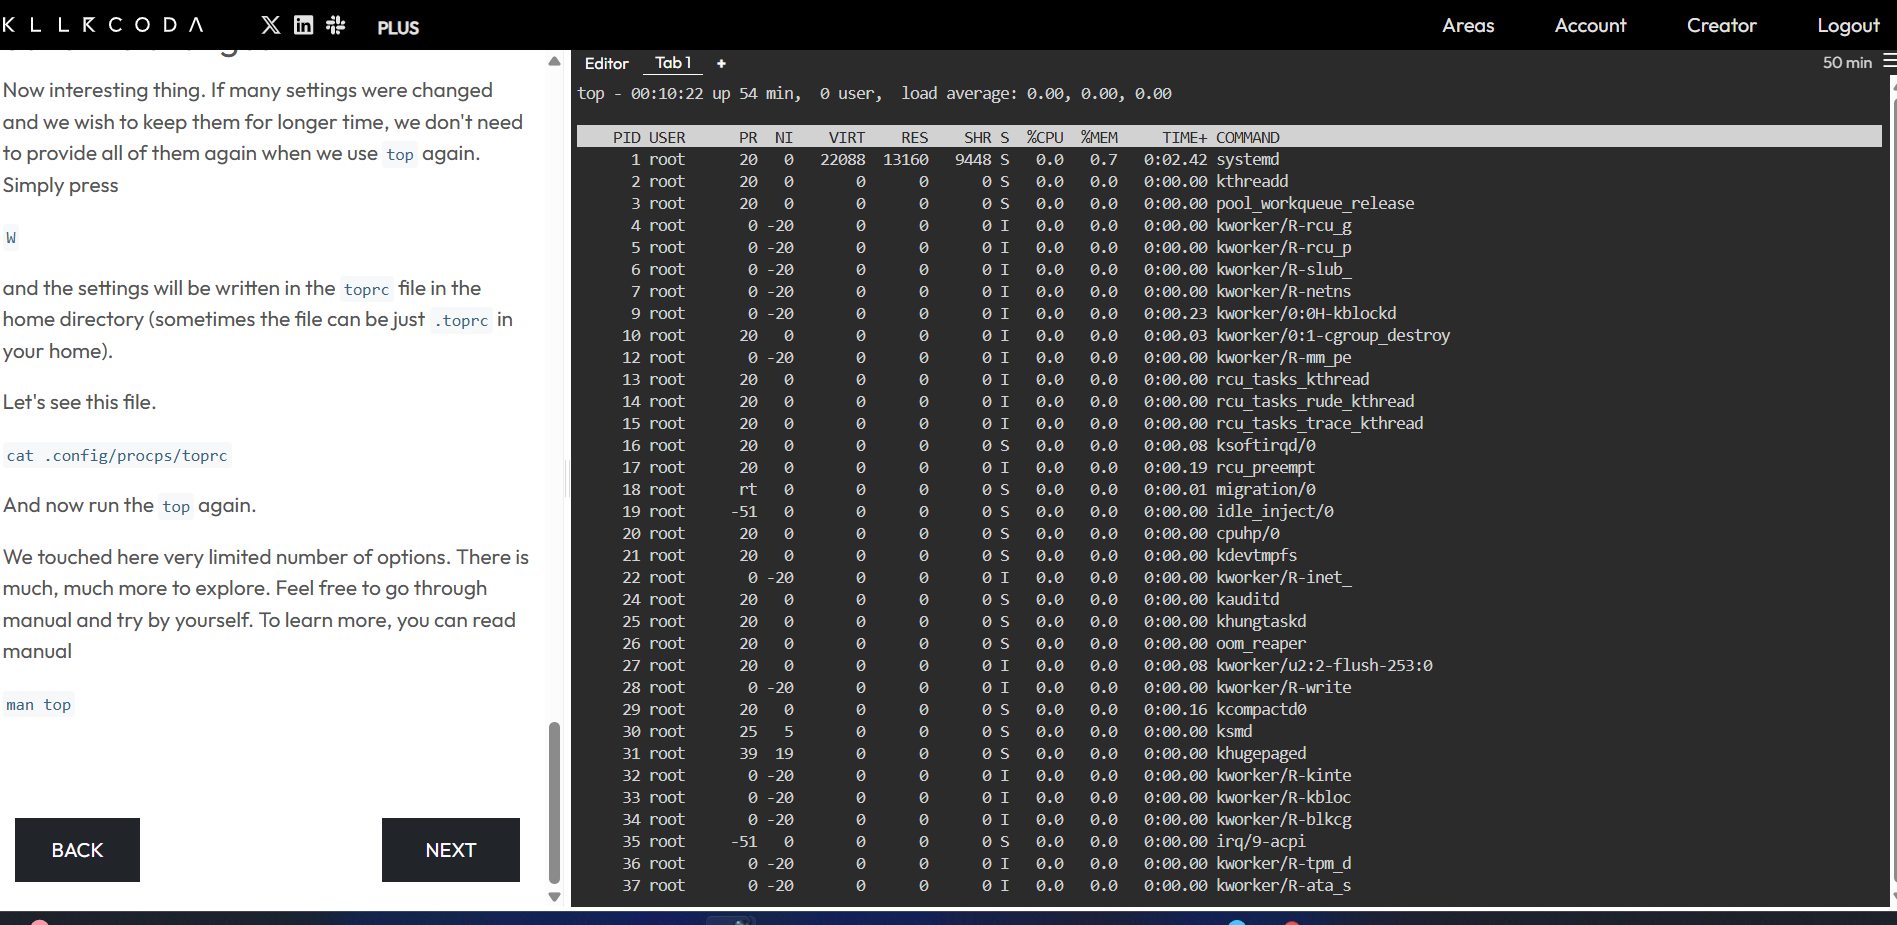 KLLRCODA
PLUS
Areas
Account
Creator
Logout
Now interesting thing. If many settings were changed
and we wish to keep them for longer time, we don't need
to provide all of them again when we use top again.
Simply press
W
and the settings will be written in the toprc file in the
home directory (sometimes the file can be just .toprc in
your home).
Let's see this file.
cat .config/procps/toprc
And now run the top again.
We touched here very limited number of options. There is
much, much more to explore. Feel free to go through
manual and try by yourself. To learn more, you can read
manual
man top
BACK
NEXT
Editor Tab 1 +
50 min
top - 00:10:22 up 54 min,  0 user,  load average: 0.00, 0.00, 0.00
PID USER PR NI VIRT RES SHR S %CPU %MEM TIME+ COMMAND
1 root 20 0 22088 13160 9448 S 0.0 0.7 0:02.42 systemd
2 root 20 0 0 0 0 S 0.0 0.0 0:00.00 kthreadd
3 root 20 0 0 0 0 S 0.0 0.0 0:00.00 pool_workqueue_release
4 root 0 -20 0 0 0 I 0.0 0.0 0:00.00 kworker/R-rcu_g
5 root 0 -20 0 0 0 I 0.0 0.0 0:00.00 kworker/R-rcu_p
6 root 0 -20 0 0 0 I 0.0 0.0 0:00.00 kworker/R-slub_
7 root 0 -20 0 0 0 I 0.0 0.0 0:00.00 kworker/R-netns
9 root 0 -20 0 0 0 I 0.0 0.0 0:00.23 kworker/0:0H-kblockd
10 root 20 0 0 0 0 I 0.0 0.0 0:00.03 kworker/0:1-cgroup_destroy
12 root 0 -20 0 0 0 I 0.0 0.0 0:00.00 kworker/R-mm_pe
13 root 20 0 0 0 0 I 0.0 0.0 0:00.00 rcu_tasks_kthread
14 root 20 0 0 0 0 I 0.0 0.0 0:00.00 rcu_tasks_rude_kthread
15 root 20 0 0 0 0 I 0.0 0.0 0:00.00 rcu_tasks_trace_kthread
16 root 20 0 0 0 0 S 0.0 0.0 0:00.08 ksoftirqd/0
17 root 20 0 0 0 0 I 0.0 0.0 0:00.19 rcu_preempt
18 root rt 0 0 0 0 S 0.0 0.0 0:00.01 migration/0
19 root -51 0 0 0 0 S 0.0 0.0 0:00.00 idle_inject/0
20 root 20 0 0 0 0 S 0.0 0.0 0:00.00 cpuhp/0
21 root 20 0 0 0 0 S 0.0 0.0 0:00.00 kdevtmpfs
22 root 0 -20 0 0 0 I 0.0 0.0 0:00.00 kworker/R-inet_
24 root 20 0 0 0 0 S 0.0 0.0 0:00.00 kauditd
25 root 20 0 0 0 0 S 0.0 0.0 0:00.00 khungtaskd
26 root 20 0 0 0 0 S 0.0 0.0 0:00.00 oom_reaper
27 root 20 0 0 0 0 I 0.0 0.0 0:00.08 kworker/u2:2-flush-253:0
28 root 0 -20 0 0 0 I 0.0 0.0 0:00.00 kworker/R-write
29 root 20 0 0 0 0 S 0.0 0.0 0:00.16 kcompactd0
30 root 25 5 0 0 0 S 0.0 0.0 0:00.00 ksmd
31 root 39 19 0 0 0 S 0.0 0.0 0:00.00 khugepaged
32 root 0 -20 0 0 0 I 0.0 0.0 0:00.00 kworker/R-kinte
33 root 0 -20 0 0 0 I 0.0 0.0 0:00.00 kworker/R-kbloc
34 root 0 -20 0 0 0 I 0.0 0.0 0:00.00 kworker/R-blkcg
35 root -51 0 0 0 0 S 0.0 0.0 0:00.00 irq/9-acpi
36 root 0 -20 0 0 0 I 0.0 0.0 0:00.00 kworker/R-tpm_d
37 root 0 -20 0 0 0 I 0.0 0.0 0:00.00 kworker/R-ata_s